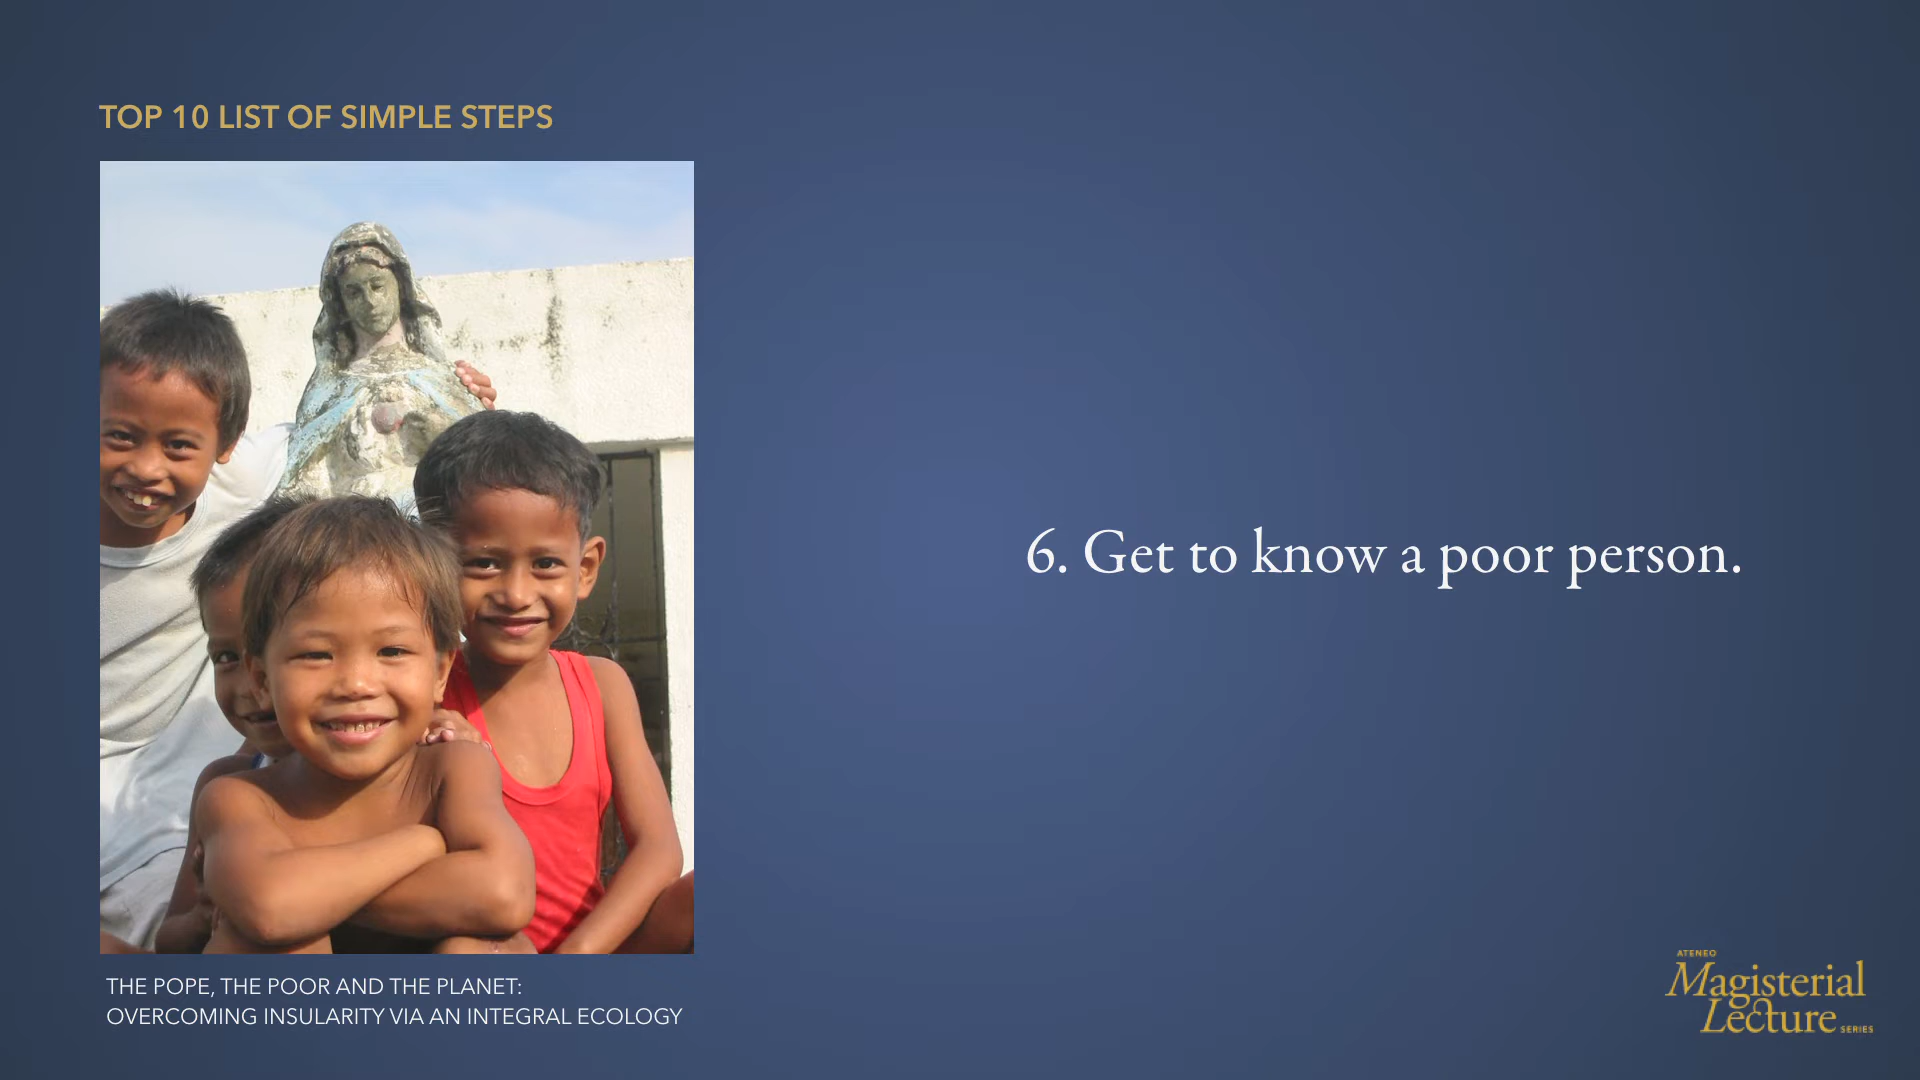 TOP 10 LIST OF SIMPLE STEPS
6. Get to know a poor person.
THE POPE, THE POOR AND THE PLANET:
OVERCOMING INSULARITY VIA AN INTEGRAL ECOLOGY
ATENEO
Magisterial
Lecture SERIES